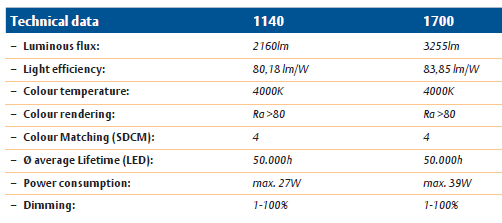 Technical data 1140 1700
– Luminous flux: 2160lm 3255lm
– Light efficiency: 80,18 lm/W 83,85 lm/W
– Colour temperature: 4000K 4000K
– Colour rendering: Ra >80 Ra >80
– Colour Matching (SDCM): 4 4
– Ø average Lifetime (LED): 50.000h 50.000h
– Power consumption: max. 27W max. 39W
– Dimming: 1-100% 1-100%